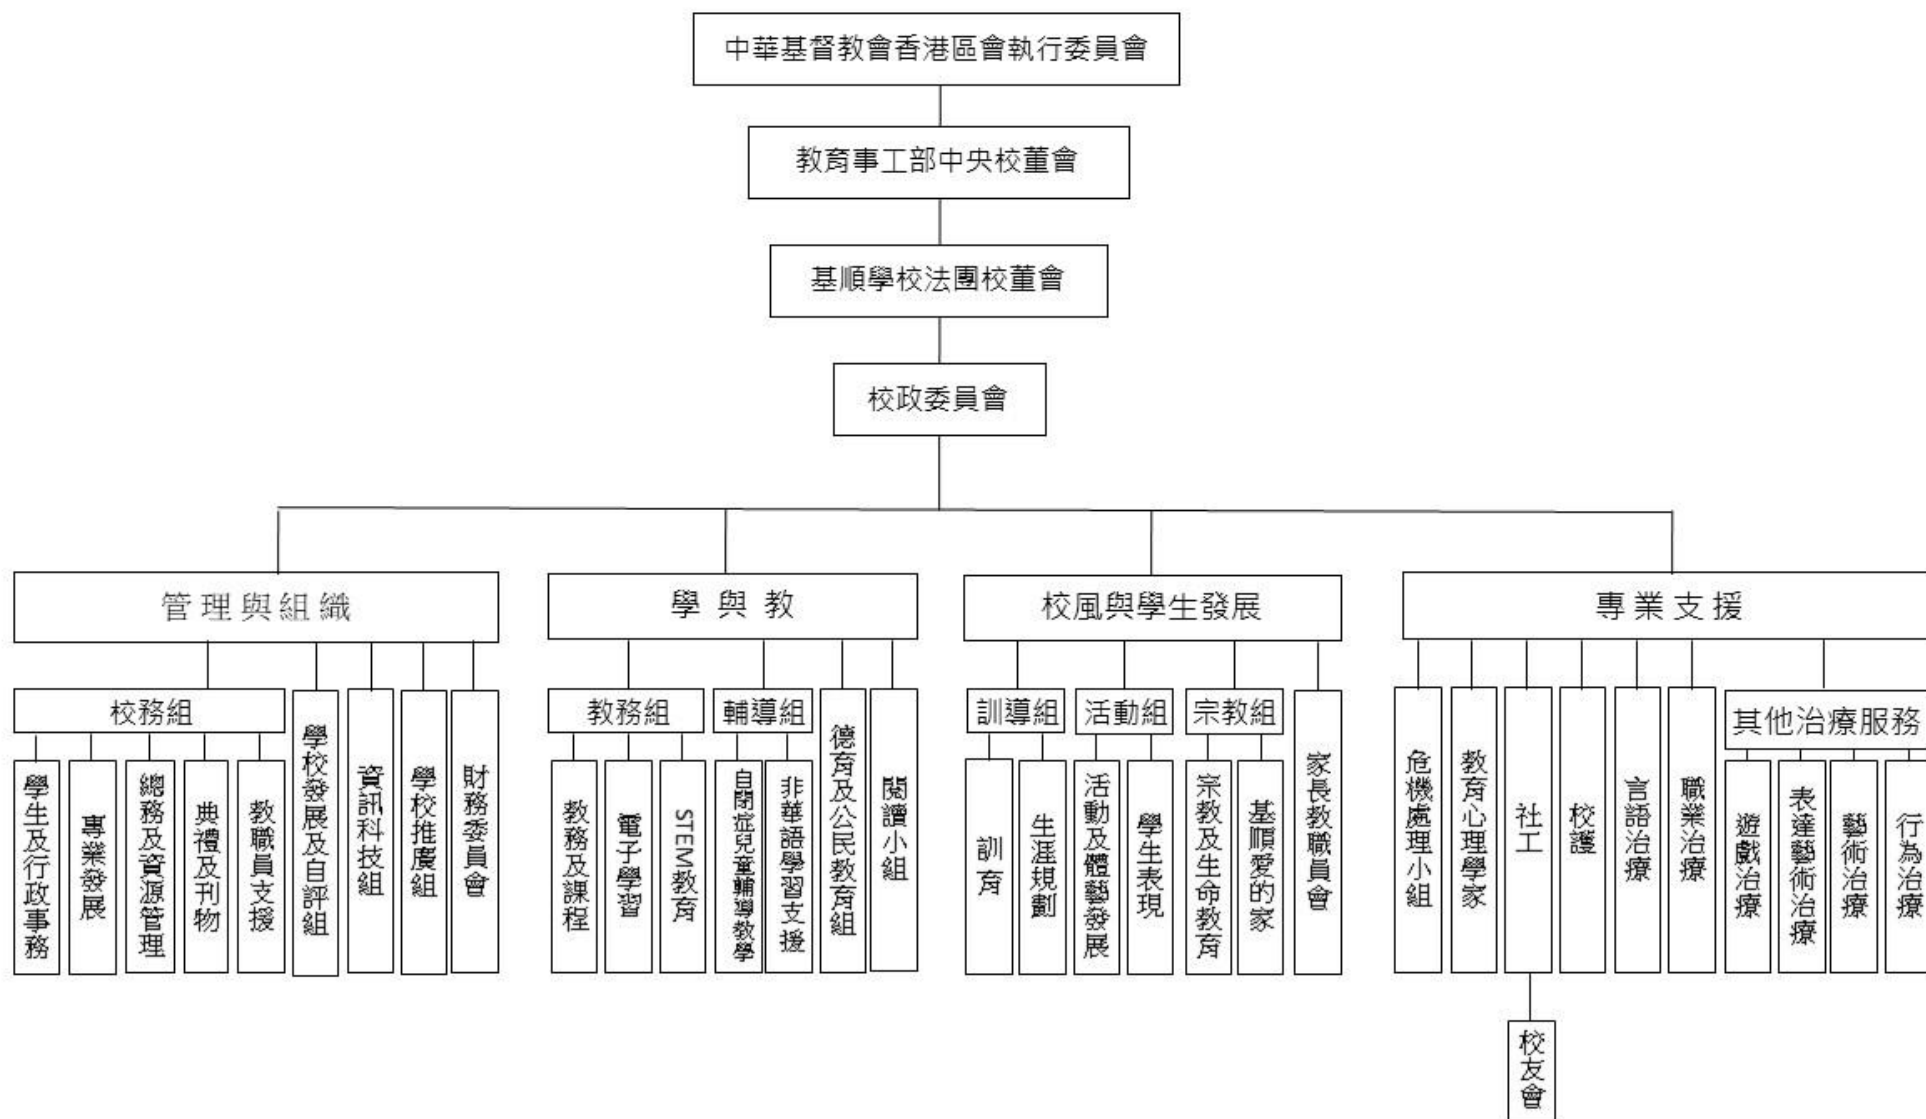 中華基督教會香港區會執行委員會
教育事工部中央校董會
基順學校法團校董會
校政委員會
管理與組織
學與教
校風與學生發展
專業支援
校務組
學生及行政事務
專業發展
總務及資源管理
典禮及刊物
教職員支援
學校發展及自評組
資訊科技組
學校推廣組
財務委員會
教務組
教務及課程
電子學習
STEM教育
輔導組
自閉症兒童輔導教學
非華語學習支援
德育及公民教育組
閱讀小組
訓導組
訓育
生涯規劃
活動組
活動及體藝發展
學生表現
宗教組
宗教及生命教育
基順愛的家
家長教職員會
危機處理小組
教育心理學家
社工
校護
言語治療
職業治療
其他治療服務
遊戲治療
表達藝術治療
藝術治療
行為治療
校友會